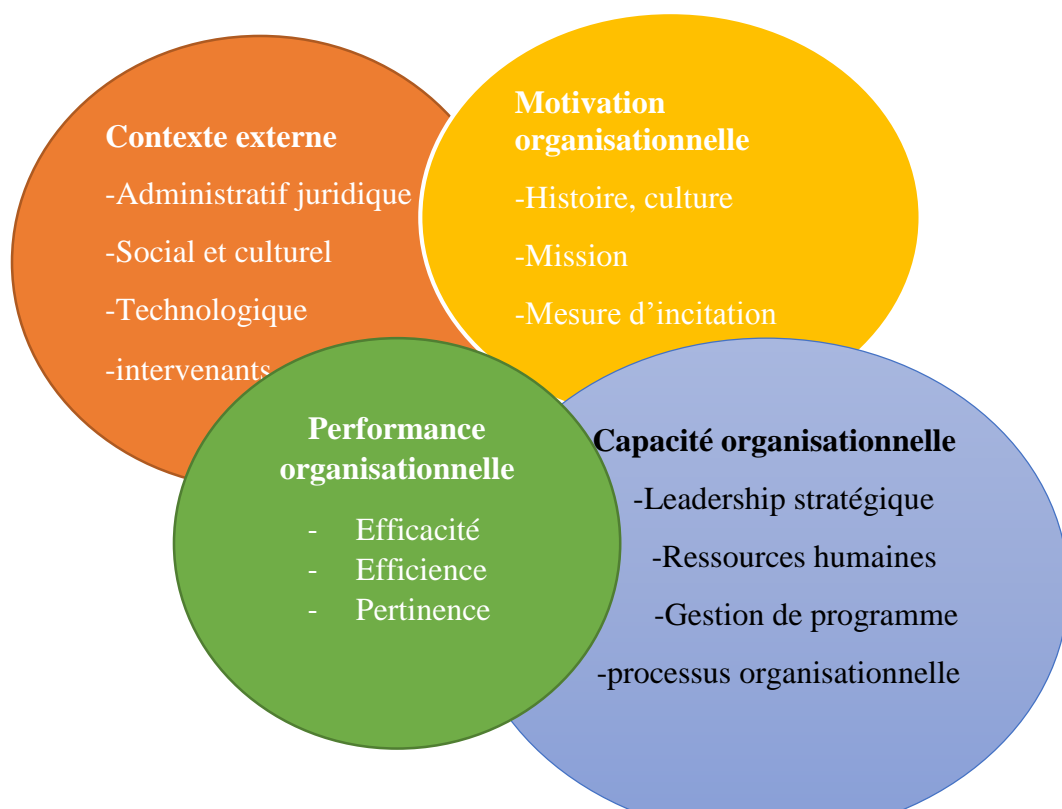 Contexte externe
-Administratif juridique
-Social et culturel
-Technologique
-intervenants
Motivation
organisationnelle
-Histoire, culture
-Mission
-Mesure d’incitation
Performance
organisationnelle
- Efficacité
- Efficience
- Pertinence
Capacité organisationnelle
-Leadership stratégique
-Ressources humaines
-Gestion de programme
-processus organisationnelle